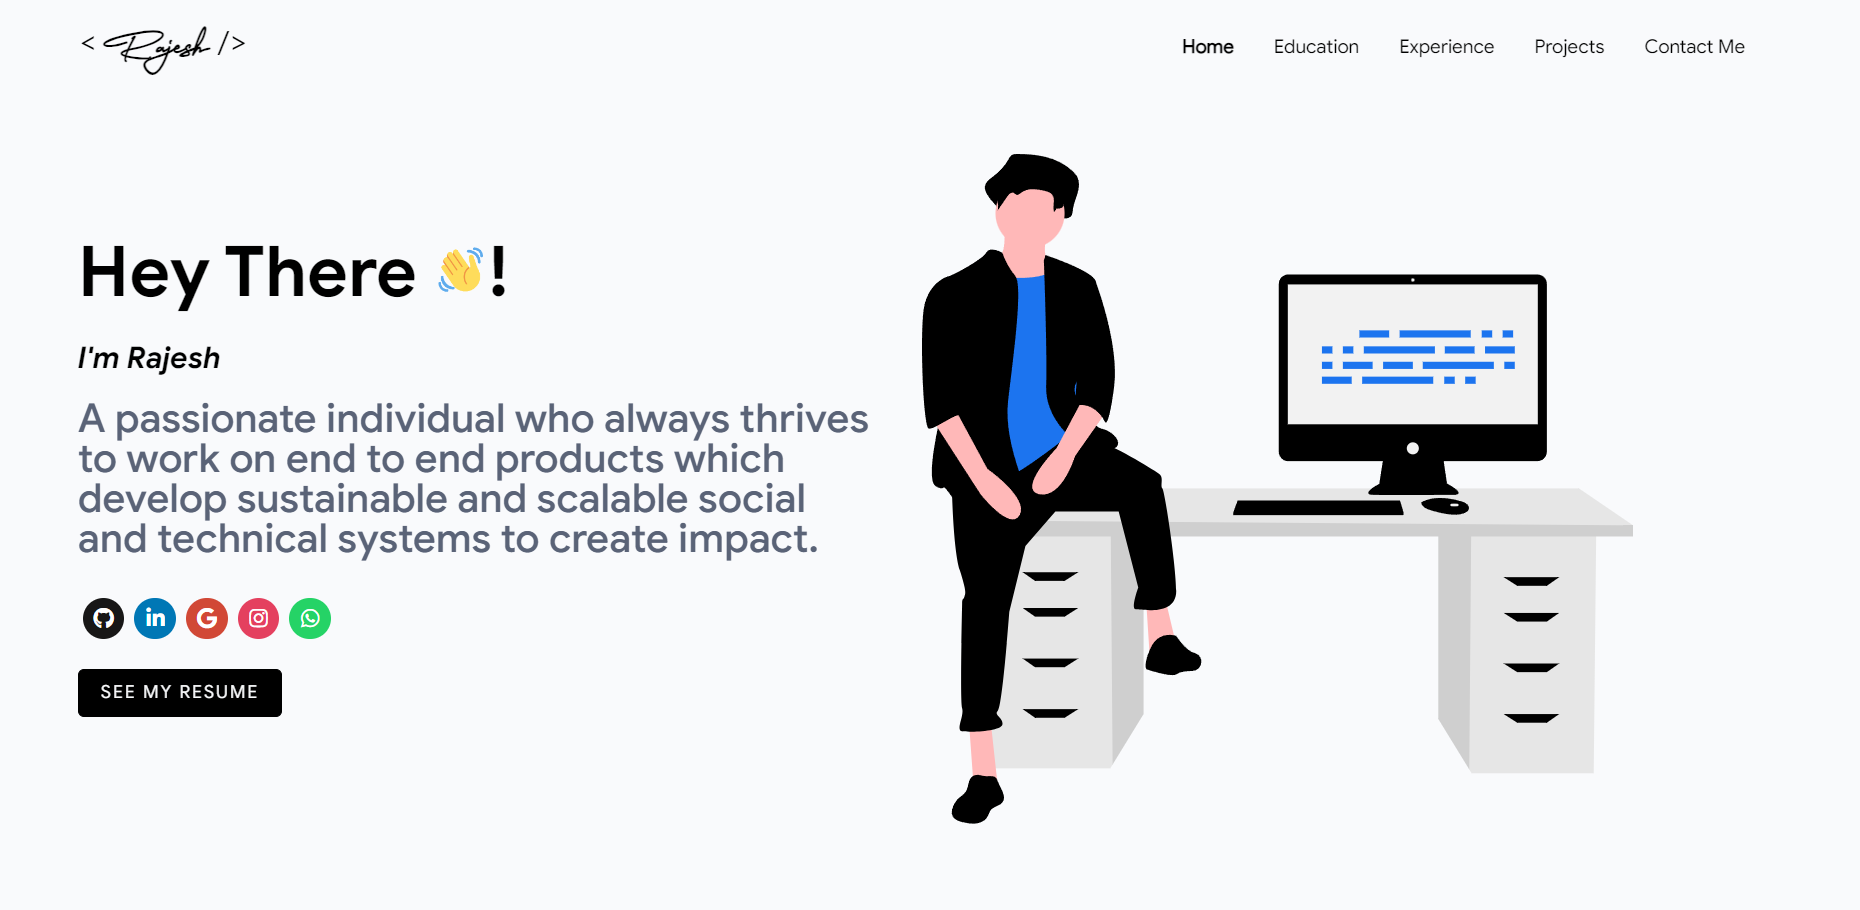 < Rajesh />
Home Education Experience Projects Contact Me
Hey There 👋!
I'm Rajesh
A passionate individual who always thrives
to work on end to end products which
develop sustainable and scalable social
and technical systems to create impact.
in G
SEE MY RESUME